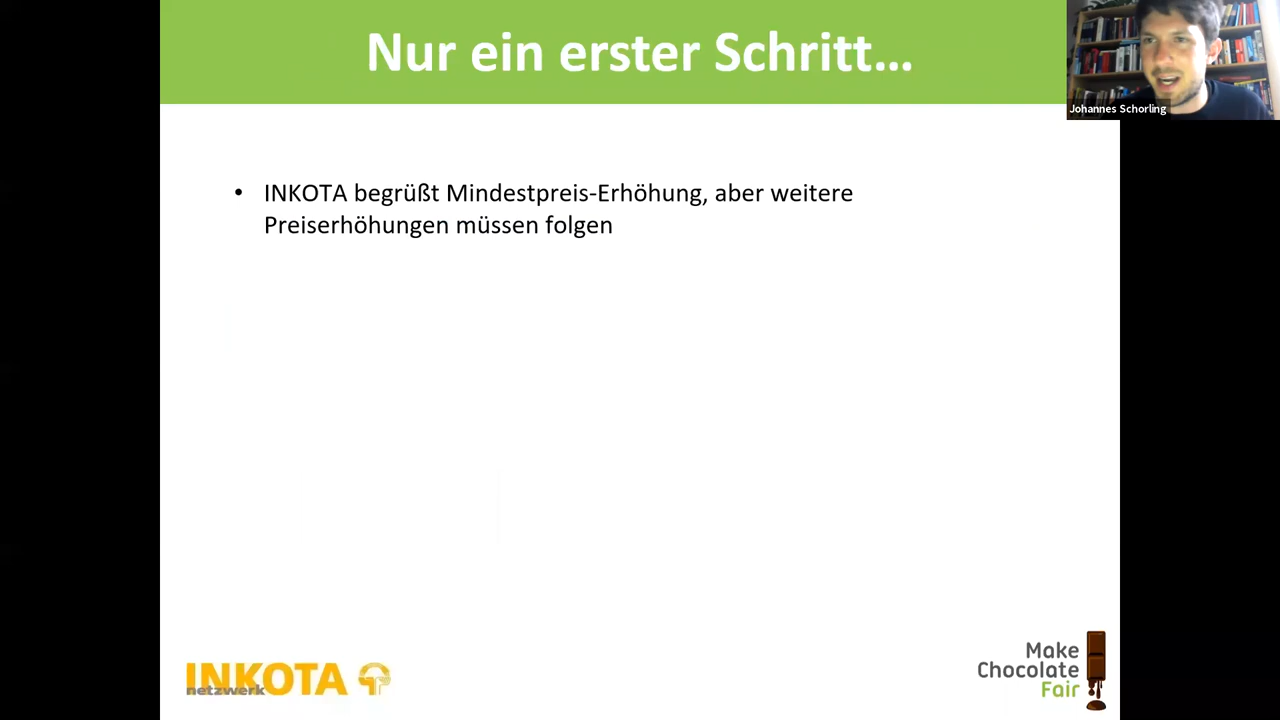 Nur ein erster Schritt…
Johannes Schorling
• INKOTA begrüßt Mindestpreis-Erhöhung, aber weitere
Preiserhöhungen müssen folgen
INKOTA
netzwerk
Make
Chocolate
Fair